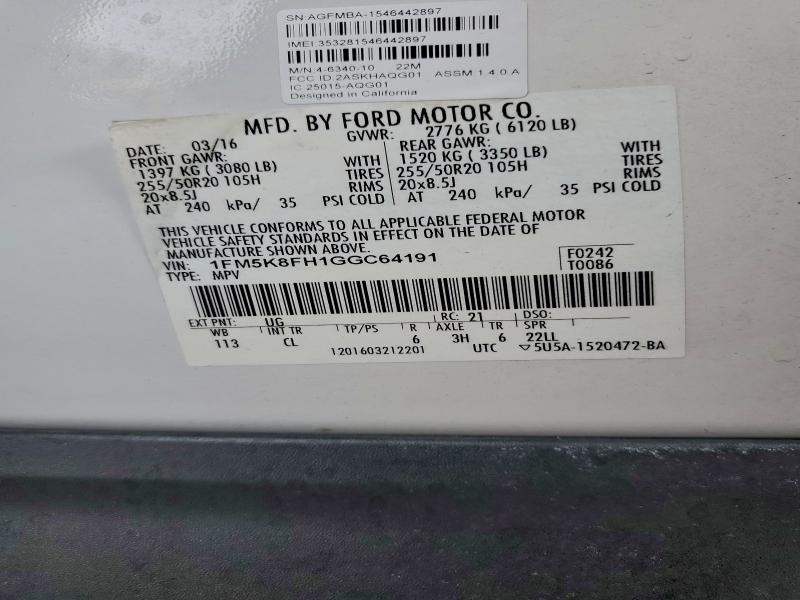 SN:AGFMBA-1546442897
IMEI:353281546442897
M/N:4-6340-10 22M
FCC ID:2ASKHAQG01 ASSM 1.4.0 A
IC:25015-AQG01
Designed in California
MFD. BY FORD MOTOR CO.
DATE: 03/16 GVWR: 2776 KG ( 6120 LB)
FRONT GAWR: REAR GAWR:
1397 KG ( 3080 LB) WITH 1520 KG ( 3350 LB) WITH
255/50R20 105H TIRES 255/50R20 105H TIRES
20x8.5J RIMS 20x8.5J RIMS
AT 240 kPa/ 35 PSI COLD AT 240 kPa/ 35 PSI COLD
THIS VEHICLE CONFORMS TO ALL APPLICABLE FEDERAL MOTOR
VEHICLE SAFETY STANDARDS IN EFFECT ON THE DATE OF
MANUFACTURE SHOWN ABOVE.
VIN: 1FM5K8FH1GGC64191 F0242
TYPE: MPV T0086
EXT PNT: UG RC: 21 DSO:
WB INT TR TP/PS R AXLE TR SPR
113 CL 6 3H 6 22LL
1201603212201 UTC ▽5U5A-1520472-BA